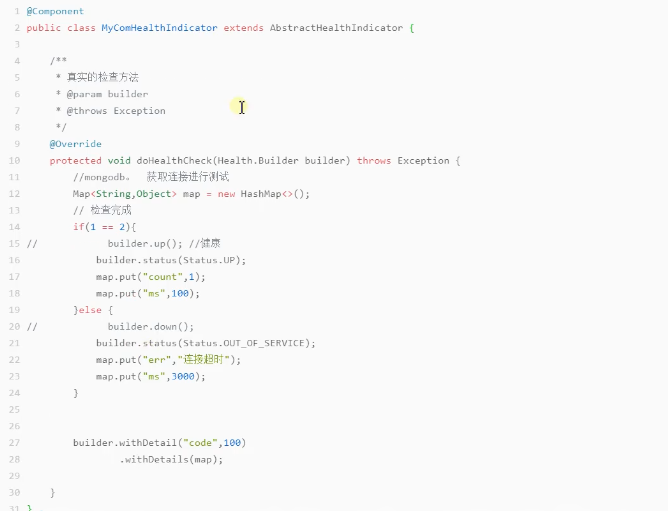 1 @Component
2 public class MyComHealthIndicator extends AbstractHealthIndicator {
3
4     /**
5      * 真实的检查方法
6      * @param builder
7      * @throws Exception
8      */
9     @Override
10     protected void doHealthCheck(Health.Builder builder) throws Exception {
11         //mongodb。  获取连接进行测试
12         Map<String,Object> map = new HashMap<>();
13         // 检查完成
14         if(1 == 2){
15 //            builder.up(); //健康
16             builder.status(Status.UP);
17             map.put("count",1);
18             map.put("ms",100);
19         }else {
20 //            builder.down();
21             builder.status(Status.OUT_OF_SERVICE);
22             map.put("err","连接超时");
23             map.put("ms",3000);
24         }
25
26
27         builder.withDetail("code",100)
28                 .withDetails(map);
29
30     }
31 }